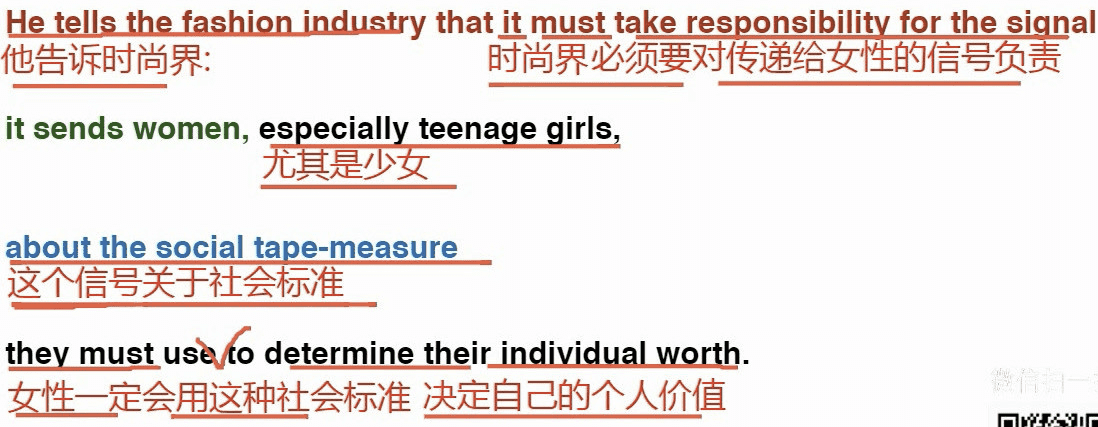 He tells the fashion industry that it must take responsibility for the signal
他告诉时尚界: 时尚界必须要对传递给女性的信号负责
it sends women, especially teenage girls,
尤其是少女
about the social tape-measure
这个信号关于社会标准
they must use to determine their individual worth.
女性一定会用这种社会标准 决定自己的个人价值
微信扫一